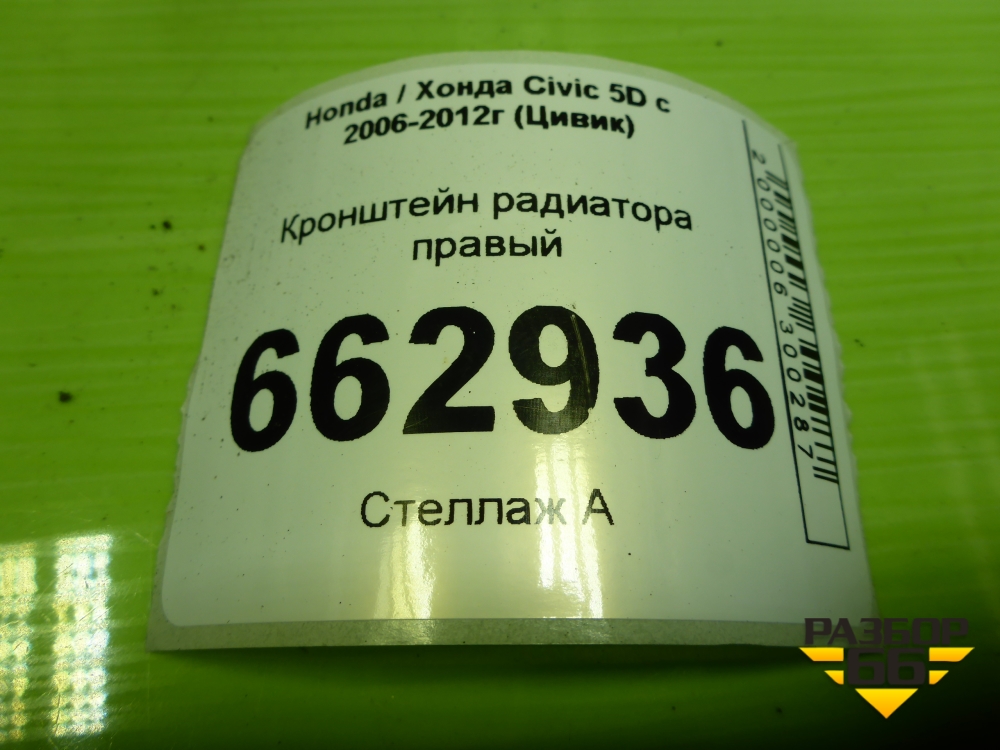 Honda / Хонда Civic 5D с
2006-2012г (Цивик)
Кронштейн радиатора
правый
662936
Стеллаж А
2000006300287
РАЗБОР
66